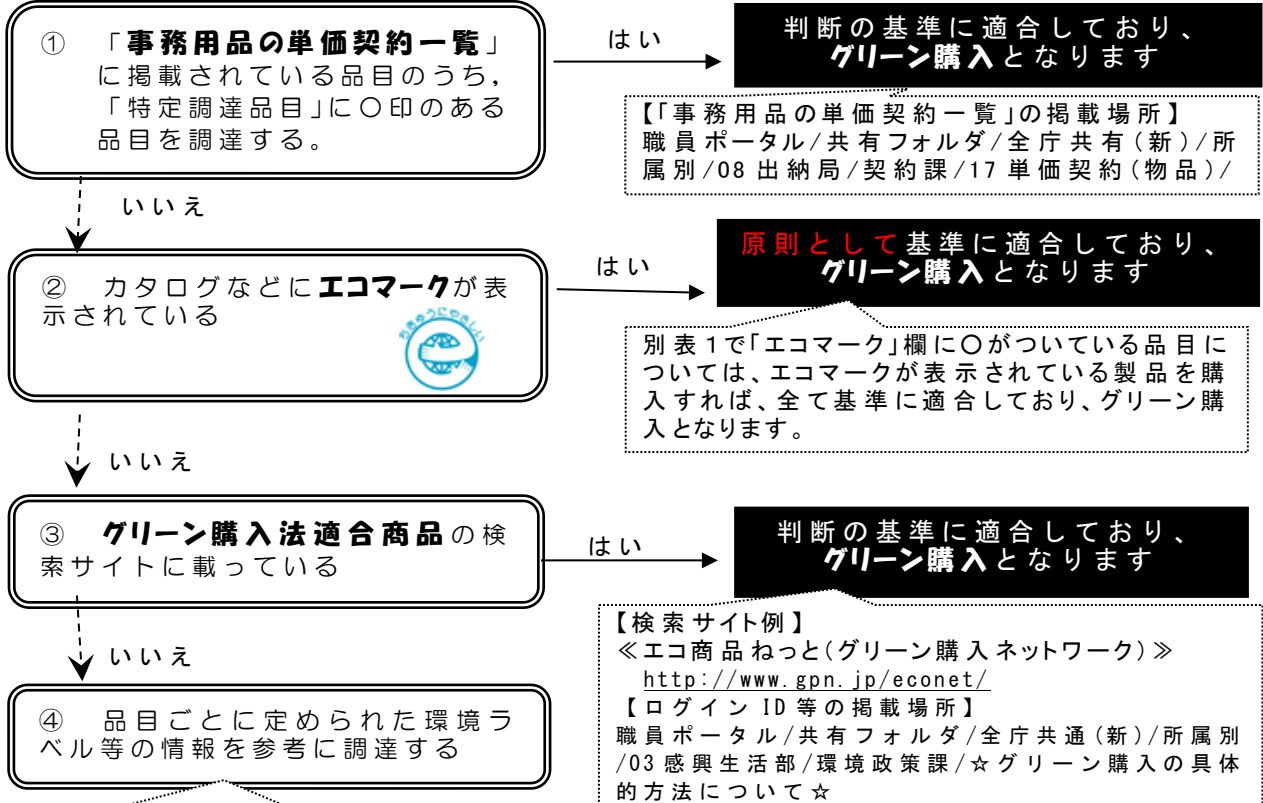 ① 「事務用品の単価契約一覧」
に掲載されている品目のうち,
「特定調達品目」に〇印のある
品目を調達する。
はい
判断の基準に適合しており、
グリーン購入となります
【「事務用品の単価契約一覧」の掲載場所】
職員ポータル/共有フォルダ/全庁共有(新)/所
属別/08 出納局/契約課/17 単価契約(物品)/
いいえ
② カタログなどにエコマークが表
示されている
ちきゅうにやさしい
はい
原則として基準に適合しており、
グリーン購入となります
別表1で「エコマーク」欄に〇がついている品目に
ついては、エコマークが表示されている製品を購
入すれば、全て基準に適合しており、グリーン購
入となります。
いいえ
③ グリーン購入法適合商品の検
索サイトに載っている
はい
判断の基準に適合しており、
グリーン購入となります
【検索サイト例】
≪エコ商品ねっと(グリーン購入ネットワーク)≫
http://www.gpn.jp/econet/
【ログイン ID 等の掲載場所】
職員ポータル/共有フォルダ/全庁共通(新)/所属別
/03 感興生活部/環境政策課/☆グリーン購入の具体
的方法について☆
いいえ
④ 品目ごとに定められた環境ラ
ベル等の情報を参考に調達する